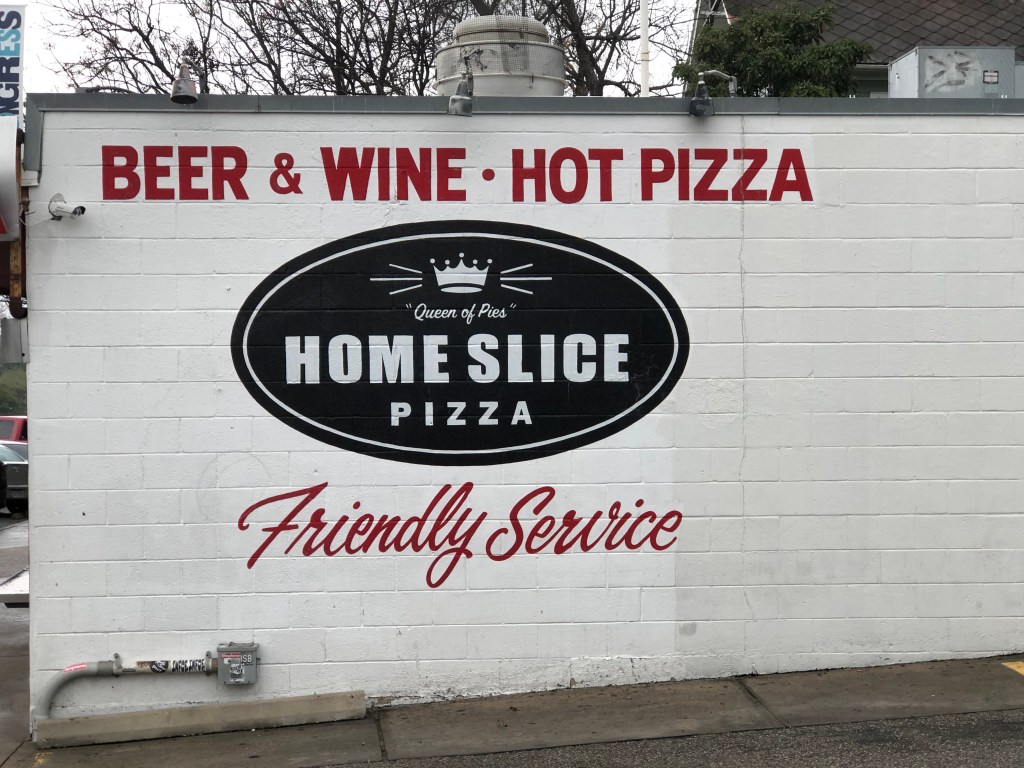 BEER & WINE · HOT PIZZA
"Queen of Pies"
HOME SLICE
PIZZA
Friendly Service